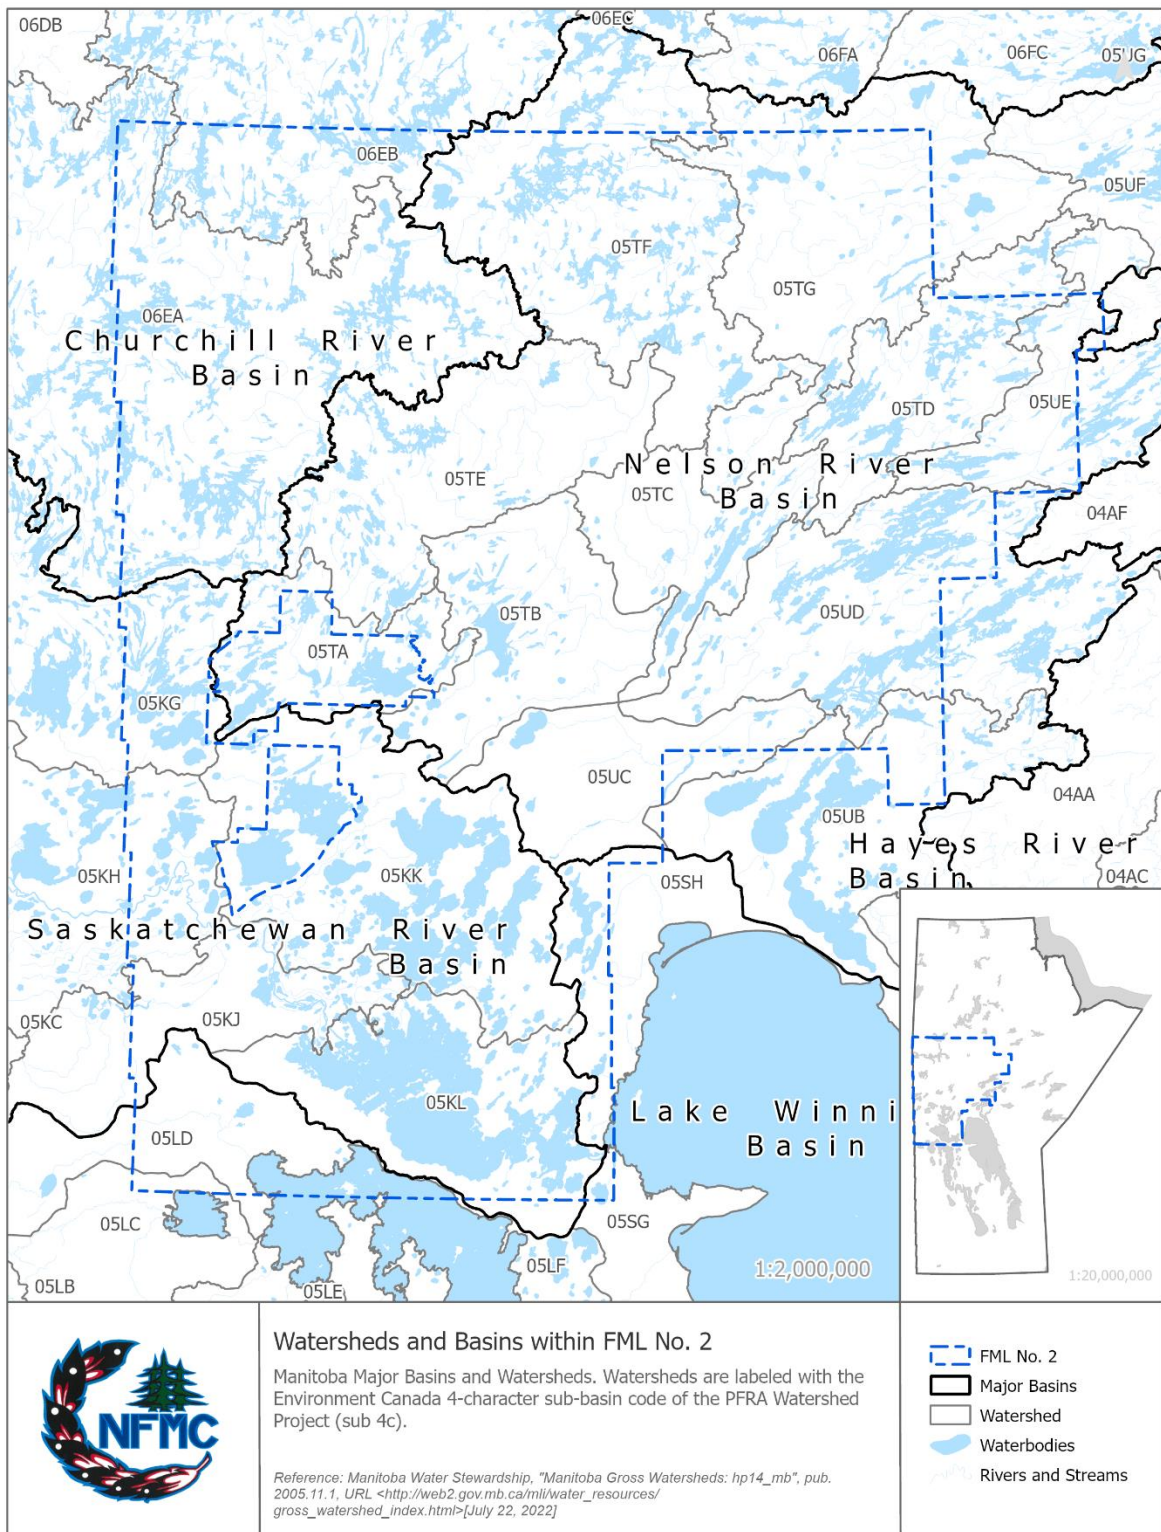 06DB
06EC
06FA
06FC
05UG
06EB
05UF
05TF
05TG
06EA
Churchill River
Basin
05TD
05UE
Nelson River
Basin
05TE
05TC
04AF
05TB
05UD
05TA
05KG
05UC
04AA
05UB
Hayes River
Basin
05KH
05KK
05SH
04AC
Saskatchewan River
Basin
05KC
05KJ
05KL
Lake Winni
Basin
05LD
05LC
05SG
05LF
05LB
05LE
1:2,000,000
1:20,000,000
NFMC
Watersheds and Basins within FML No. 2
Manitoba Major Basins and Watersheds. Watersheds are labeled with the
Environment Canada 4-character sub-basin code of the PFRA Watershed
Project (sub 4c).
Reference: Manitoba Water Stewardship, "Manitoba Gross Watersheds: hp14_mb", pub.
2005.11.1, URL <http://web2.gov.mb.ca/mli/water_resources/
gross_watershed_index.html>[July 22, 2022]
FML No. 2
Major Basins
Watershed
Waterbodies
Rivers and Streams